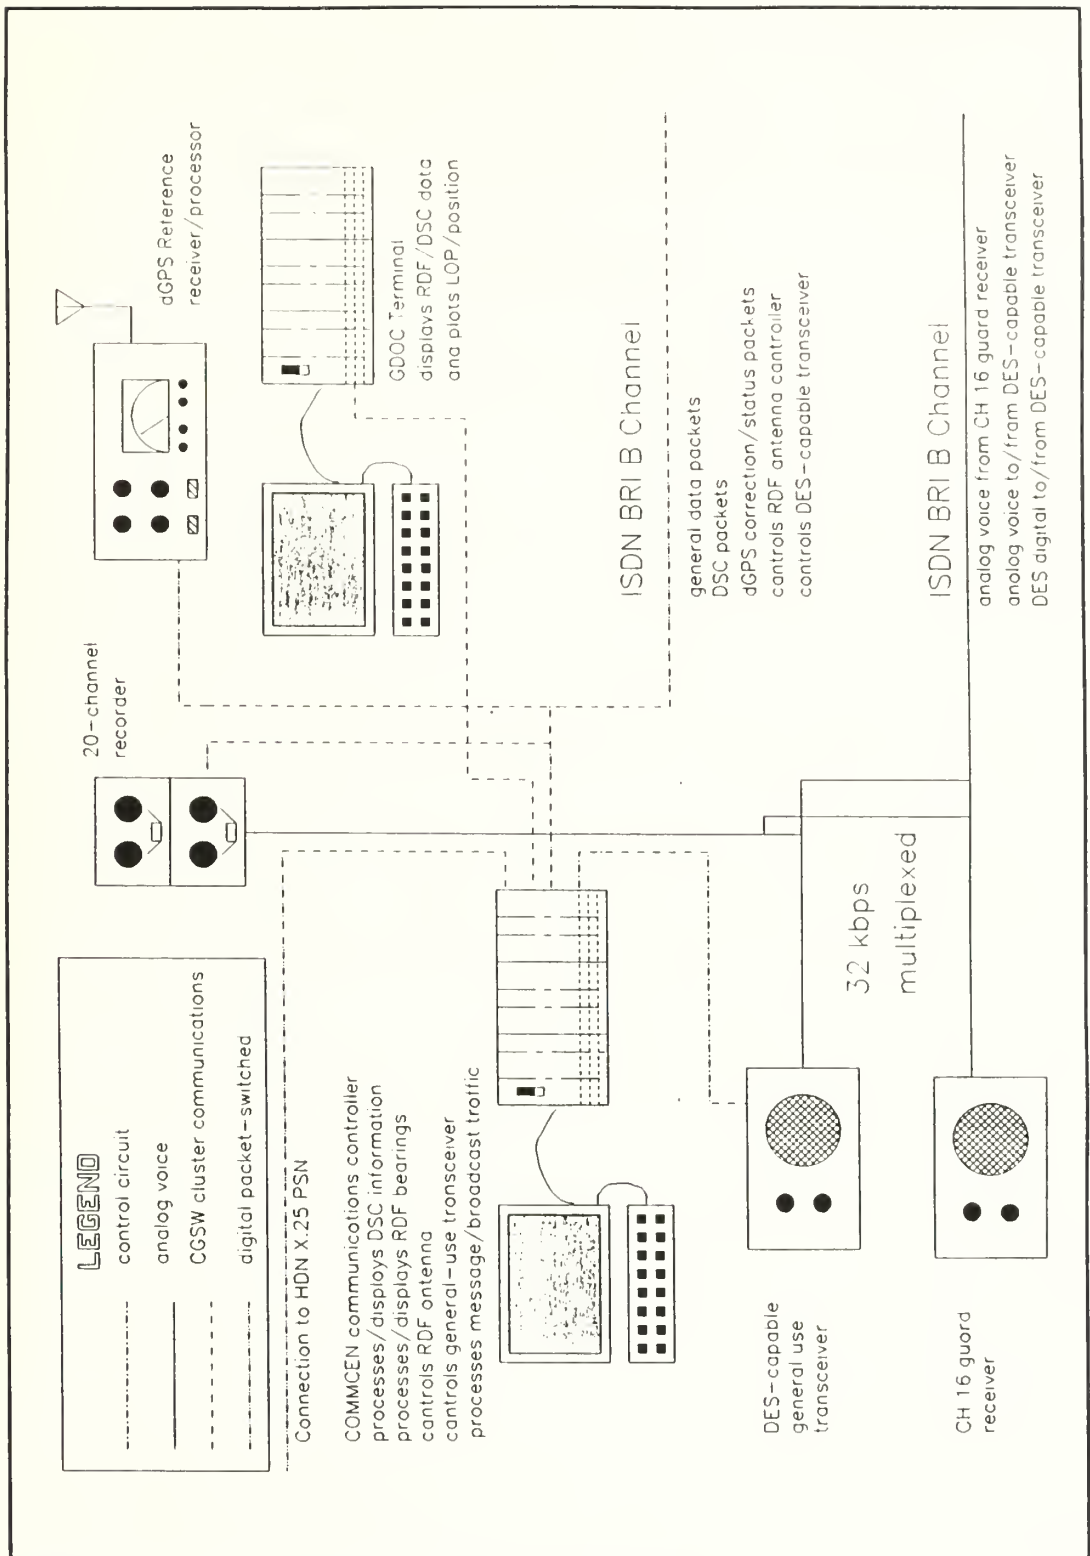 LEGEND
control circuit
analog voice
CGSW cluster communications
digital packet-switched
Connection to HDN X.25 PSN
COMMCEN communications controller
processes/displays DSC information
processes/displays RDF bearings
controls RDF antenna
controls general-use transceiver
processes message/broadcast traffic
20-channel
recorder
dGPS Reference
receiver/processor
GDOC Terminal
displays RDF/DSC data
and plots LOP/position
ISDN BRI B Channel
general data packets
DSC packets
dGPS correction/status packets
controls RDF antenna controller
controls DES-capable transceiver
DES-capable
general use
transceiver
32 kbps
multiplexed
ISDN BRI B Channel
analog voice from CH 16 guard receiver
analog voice to/from DES-capable transceiver
DES digital to/from DES-capable transceiver
CH 16 guard
receiver